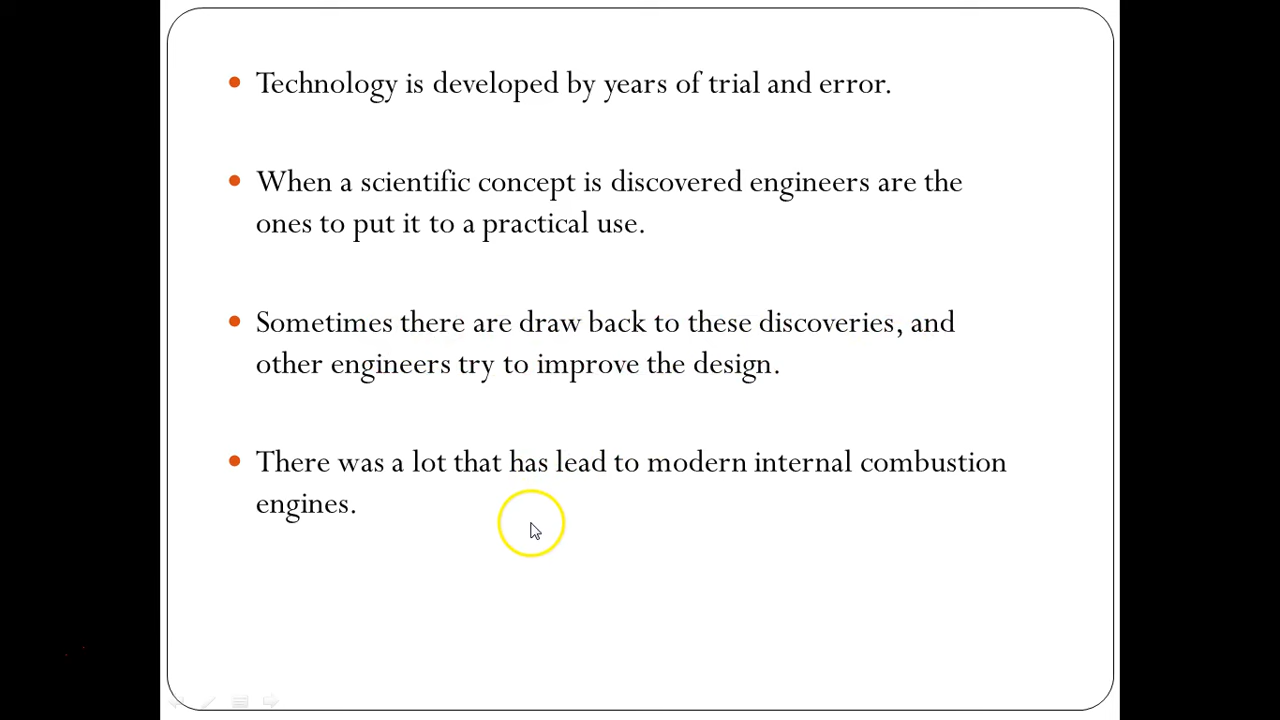 • Technology is developed by years of trial and error.
• When a scientific concept is discovered engineers are the
ones to put it to a practical use.
• Sometimes there are draw back to these discoveries, and
other engineers try to improve the design.
• There was a lot that has lead to modern internal combustion
engines.